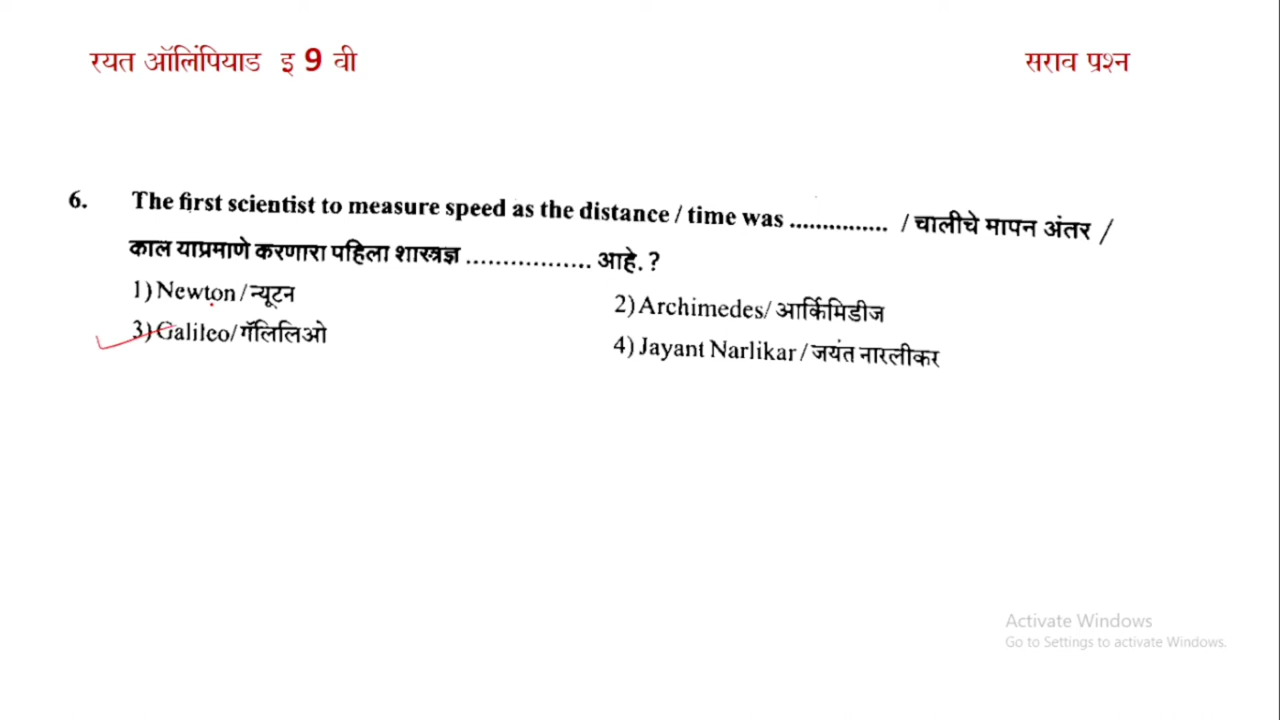 रयत ऑलिंपियाड इ 9 वी
सराव प्रश्न
6. The first scientist to measure speed as the distance / time was ............... / चालीचे मापन अंतर /
काल याप्रमाणे करणारा पहिला शास्त्रज्ञ ................. आहे. ?
1) Newton / न्यूटन
2) Archimedes/ आर्किमिडीज
3) Galileo/ गॅलिलिओ
4) Jayant Narlikar / जयंत नारलीकर
Activate Windows
Go to Settings to activate Windows.